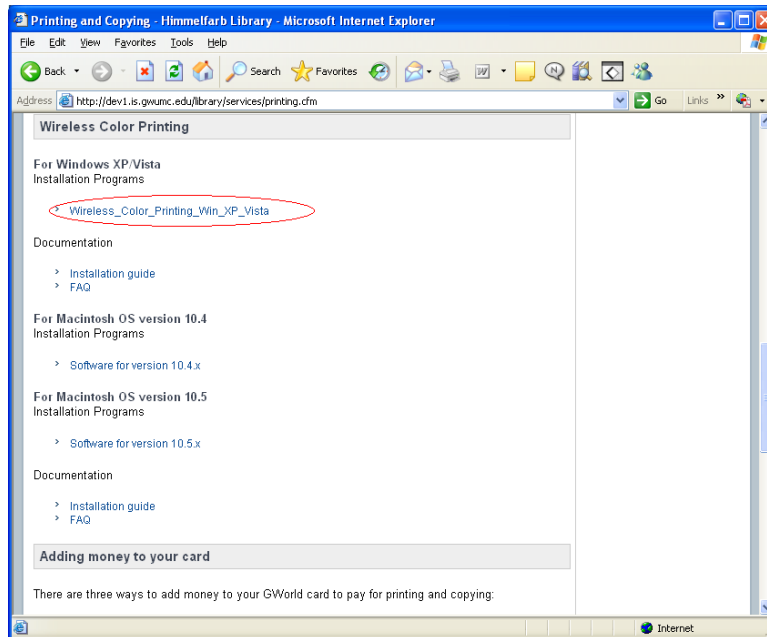 Printing and Copying - Himmelfarb Library - Microsoft Internet Explorer
File Edit View Favorites Tools Help
Back Search Favorites
Address http://dev1.is.gwumc.edu/library/services/printing.cfm Go Links »
Wireless Color Printing
For Windows XP/Vista
Installation Programs
› Wireless_Color_Printing_Win_XP_Vista
Documentation
› Installation guide
› FAQ
For Macintosh OS version 10.4
Installation Programs
› Software for version 10.4.x
For Macintosh OS version 10.5
Installation Programs
› Software for version 10.5.x
Documentation
› Installation guide
› FAQ
Adding money to your card
There are three ways to add money to your GWorld card to pay for printing and copying:
Internet